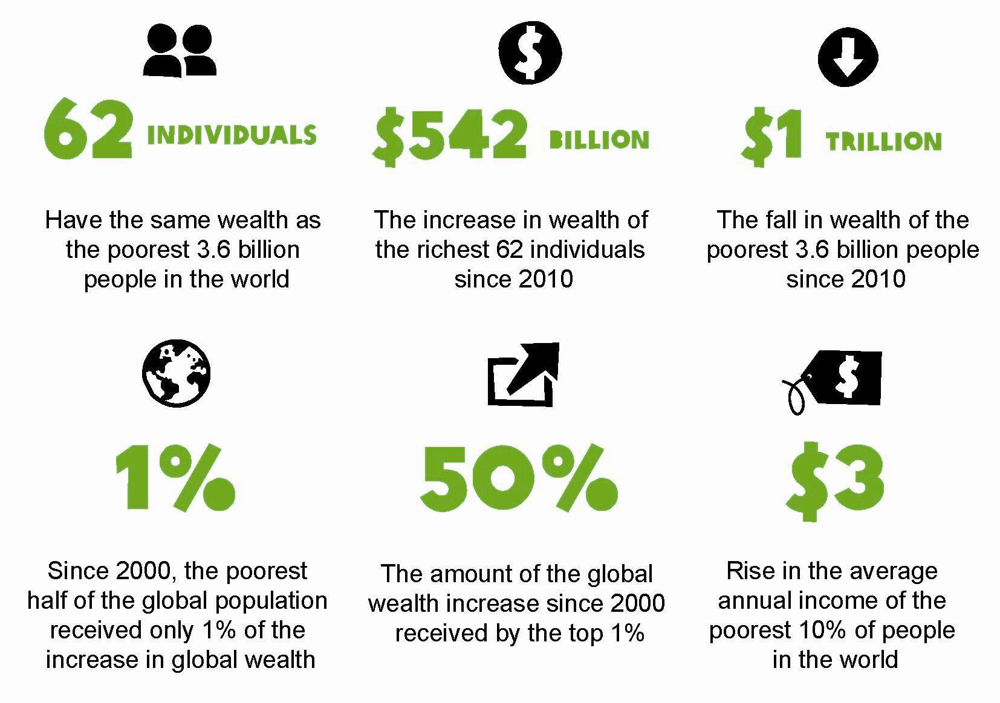 62 INDIVIDUALS
Have the same wealth as
the poorest 3.6 billion
people in the world
$542 BILLION
The increase in wealth of
the richest 62 individuals
since 2010
$1 TRILLION
The fall in wealth of the
poorest 3.6 billion people
since 2010
1%
Since 2000, the poorest
half of the global population
received only 1% of the
increase in global wealth
50%
The amount of the global
wealth increase since 2000
received by the top 1%
$3
Rise in the average
annual income of the
poorest 10% of people
in the world